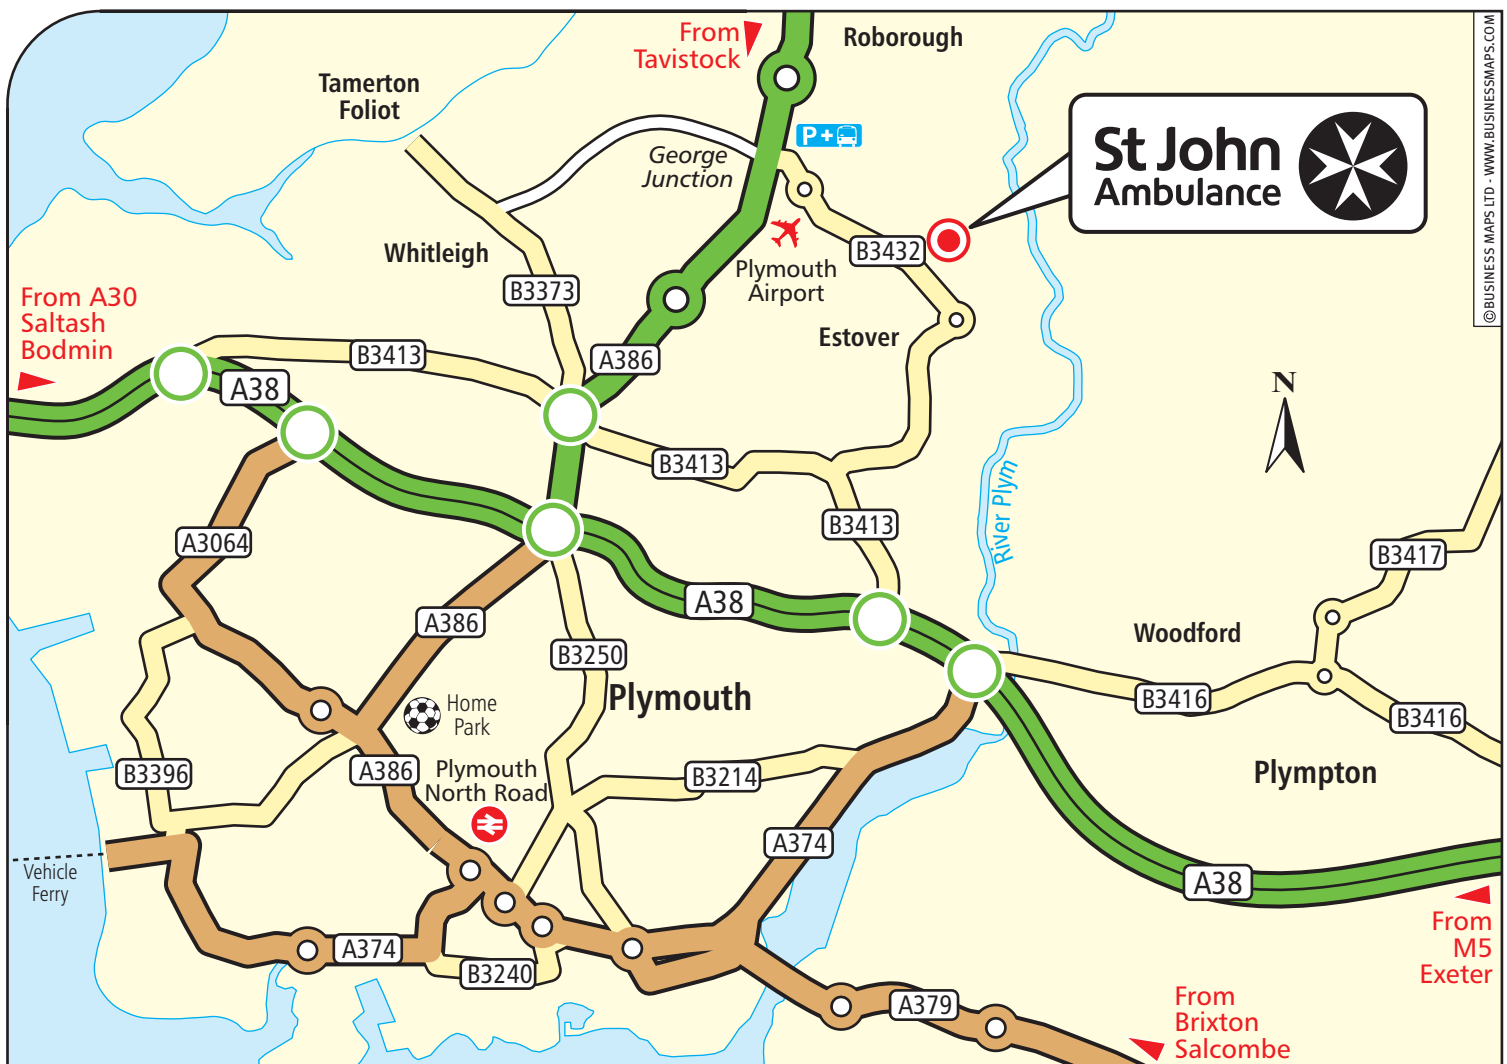 From
Tavistock
Roborough
Tamerton
Foliot
P+
George
Junction
St John
Ambulance
©BUSINESS MAPS LTD - WWW.BUSINESSMAPS.COM
Whitleigh
B3432
Plymouth
Airport
B3373
From A30
Saltash
Bodmin
Estover
B3413
A386
A38
N
B3413
River Plym
B3413
A3064
B3417
A38
A386
Woodford
B3250
Plymouth
B3416
Home
Park
B3416
B3396
A386
Plymouth
North Road
B3214
Plympton
A374
Vehicle
Ferry
A38
From
M5
Exeter
A374
B3240
A379
From
Brixton
Salcombe